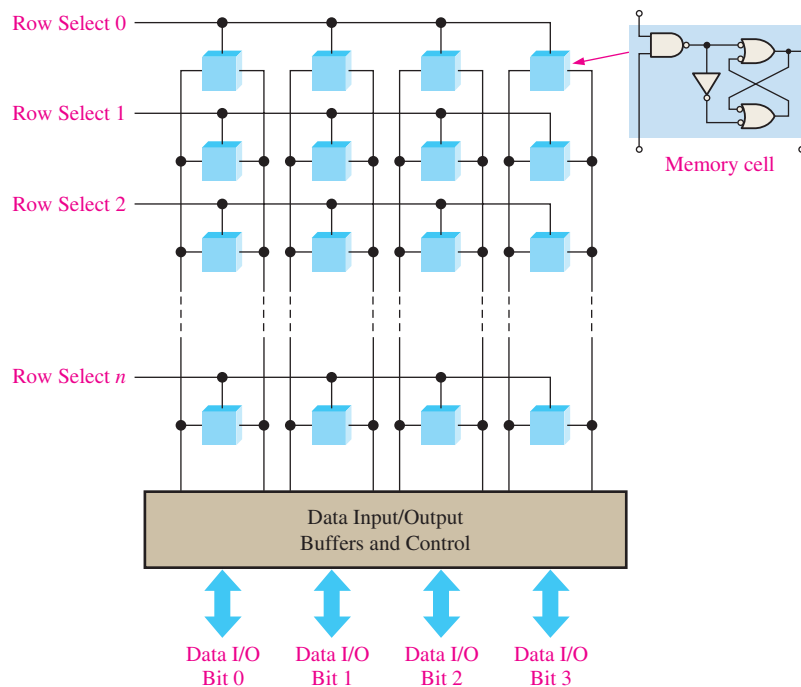 Row Select 0
Memory cell
Row Select 1
Row Select 2
Row Select n
Data Input/Output
Buffers and Control
Data I/O
Bit 0
Data I/O
Bit 1
Data I/O
Bit 2
Data I/O
Bit 3